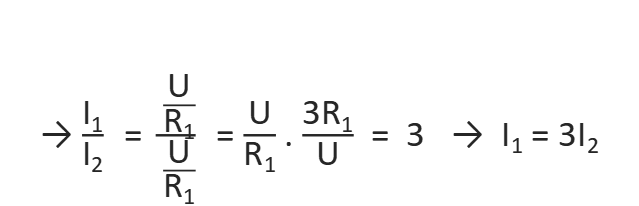 → I₁/I₂ = (U/R₁)/(U/R₁) = U/R₁ . 3R₁/U = 3 → I₁ = 3I₂